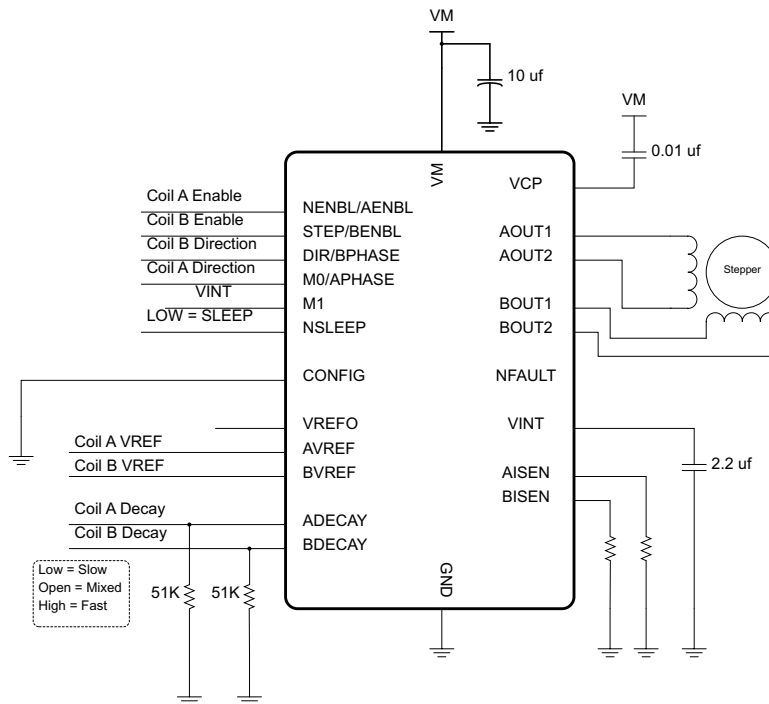 VM
10 uf
VM
0.01 uf
VM
VCP
Coil A Enable
NENBL/AENBL
Coil B Enable
STEP/BENBL
AOUT1
Coil B Direction
DIR/BPHASE
AOUT2
Stepper
Coil A Direction
M0/APHASE
VINT
M1
BOUT1
LOW = SLEEP
NSLEEP
BOUT2
CONFIG
NFAULT
VREFO
VINT
Coil A VREF
AVREF
Coil B VREF
BVREF
AISEN
2.2 uf
BISEN
Coil A Decay
ADECAY
Coil B Decay
BDECAY
Low = Slow
Open = Mixed
High = Fast
51K
51K
GND